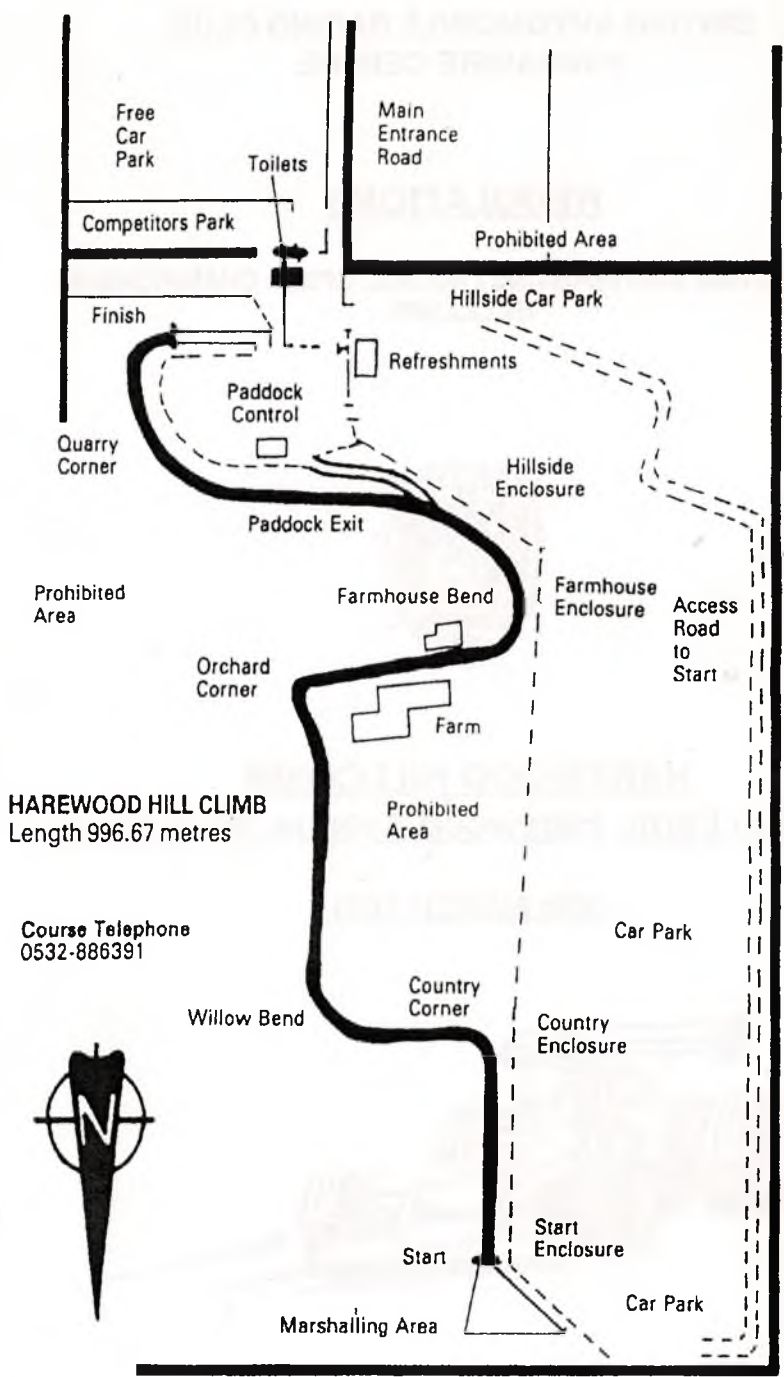 Free
Car
Park
Main
Entrance
Road
Toilets
Competitors Park
Prohibited Area
Hillside Car Park
Finish
Refreshments
Paddock
Control
Quarry
Corner
Hillside
Enclosure
Paddock Exit
Prohibited
Area
Farmhouse Bend
Farmhouse
Enclosure
Access
Road
to
Start
Orchard
Corner
Farm
HAREWOOD HILL CLIMB
Length 996.67 metres
Prohibited
Area
Course Telephone
0532-886391
Car Park
Willow Bend
Country
Corner
Country
Enclosure
N
Start
Enclosure
Start
Car Park
Marshalling Area